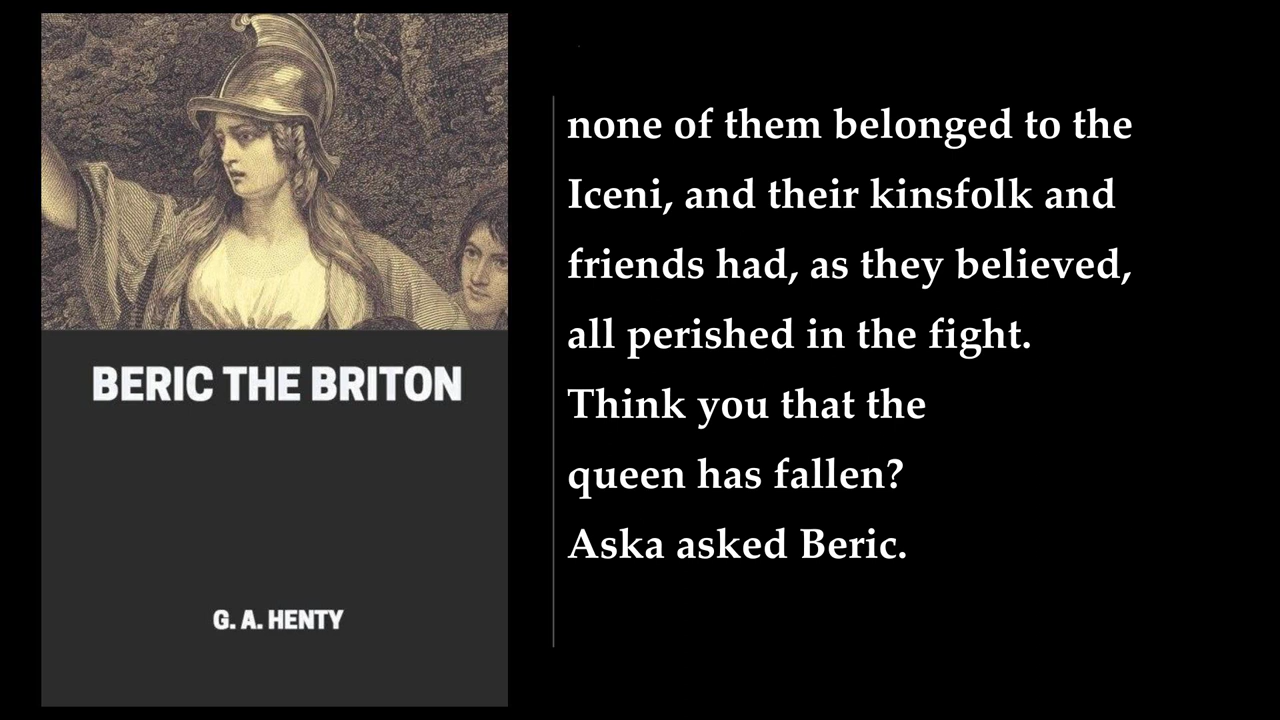 BERIC THE BRITON
G. A. HENTY
none of them belonged to the
Iceni, and their kinsfolk and
friends had, as they believed,
all perished in the fight.
Think you that the
queen has fallen?
Aska asked Beric.